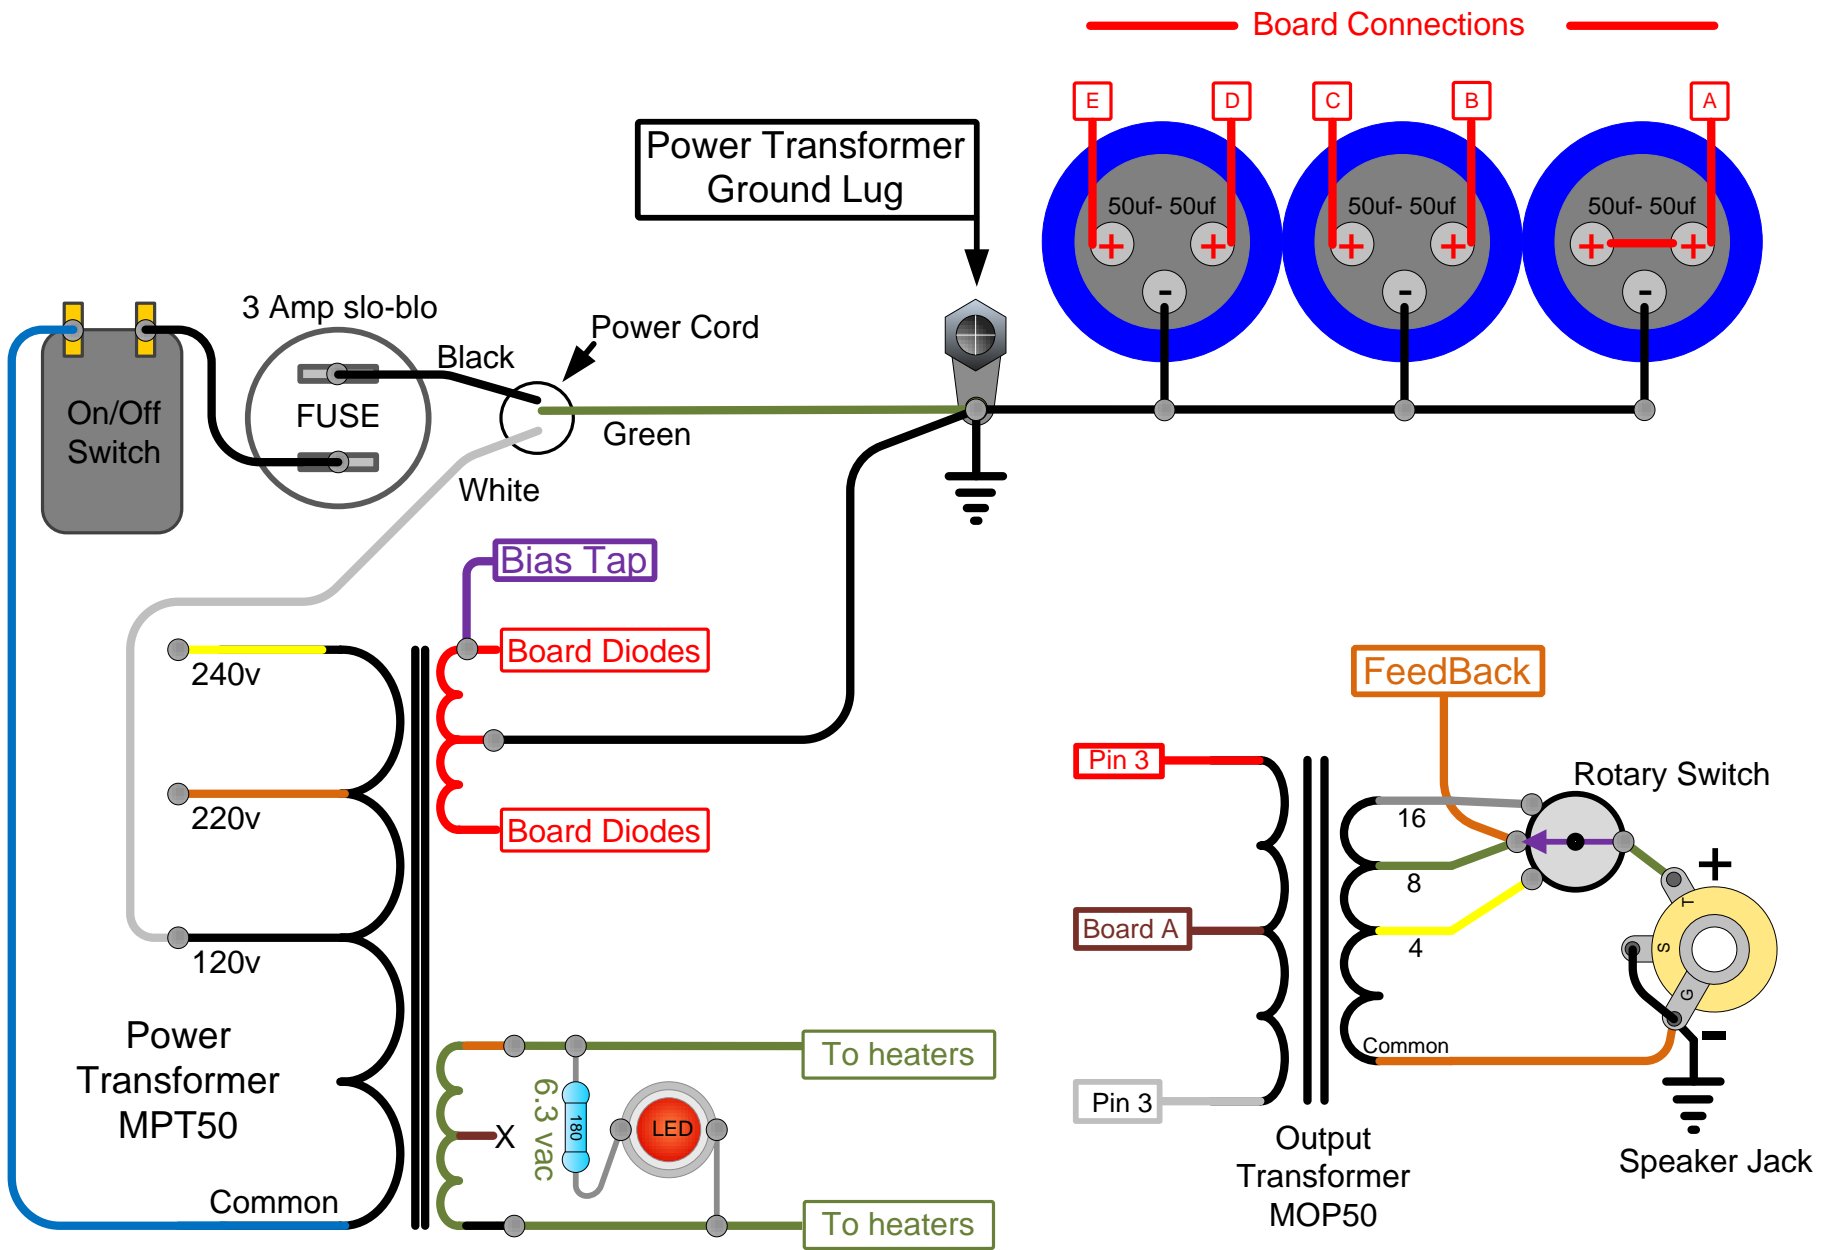 Board Connections
E
D
C
B
A
Power Transformer
Ground Lug
50uf- 50uf
50uf- 50uf
50uf- 50uf
+
+
+
+
+
+
-
-
-
3 Amp slo-blo
Power Cord
Black
On/Off
Switch
FUSE
Green
White
Bias Tap
Board Diodes
240v
FeedBack
220v
Board Diodes
Pin 3
Rotary Switch
16
8
+
T
Board A
4
S
120v
G
-
Power
Transformer
MPT50
To heaters
Common
6.3 vac
180
LED
X
Pin 3
Output
Transformer
MOP50
Speaker Jack
Common
To heaters